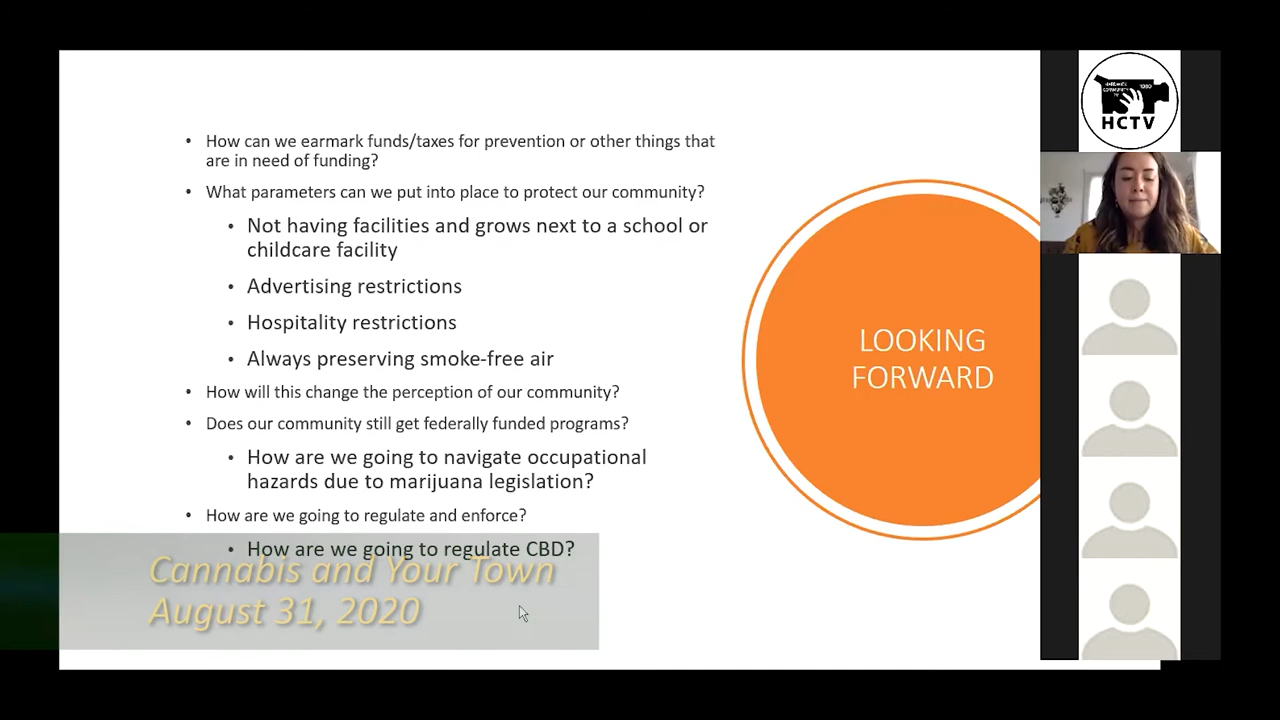 • How can we earmark funds/taxes for prevention or other things that
are in need of funding?
• What parameters can we put into place to protect our community?
• Not having facilities and grows next to a school or
childcare facility
• Advertising restrictions
• Hospitality restrictions
• Always preserving smoke-free air
• How will this change the perception of our community?
• Does our community still get federally funded programs?
• How are we going to navigate occupational
hazards due to marijuana legislation?
• How are we going to regulate and enforce?
• How are we going to regulate CBD?
LOOKING
FORWARD
Cannabis and Your Town
August 31, 2020
HCTV